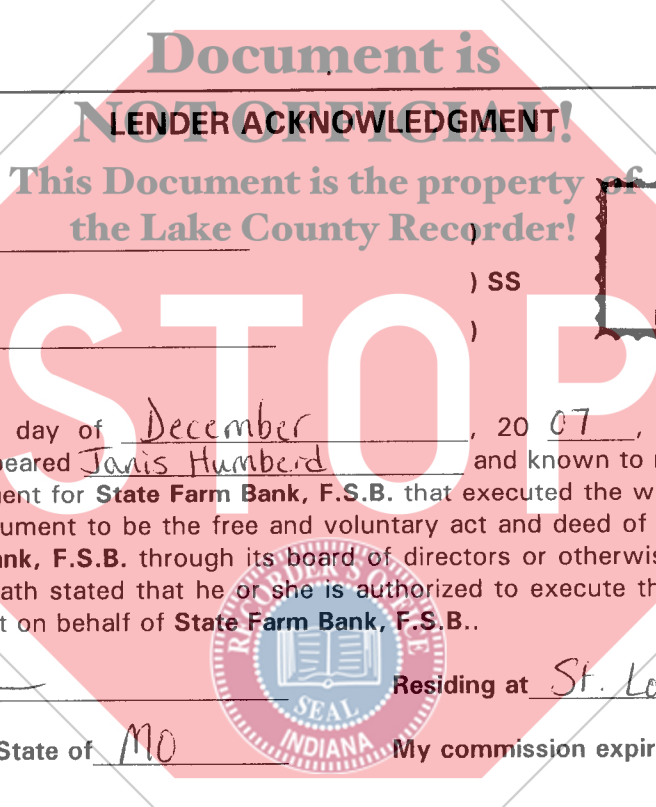 Document is
NOT OFFICIAL!
LENDER ACKNOWLEDGMENT
This Document is the property of
the Lake County Recorder!
)
) SS
)
STOP
day of December, 20 07,
peared Janis Humberd and known to
ent for State Farm Bank, F.S.B. that executed the w
ument to be the free and voluntary act and deed of
nk, F.S.B. through its board of directors or otherwis
ath stated that he or she is authorized to execute th
t on behalf of State Farm Bank, F.S.B..
RECORDER'S OFFICE
SEAL
INDIANA
Residing at St. Lo
State of MO
My commission expir